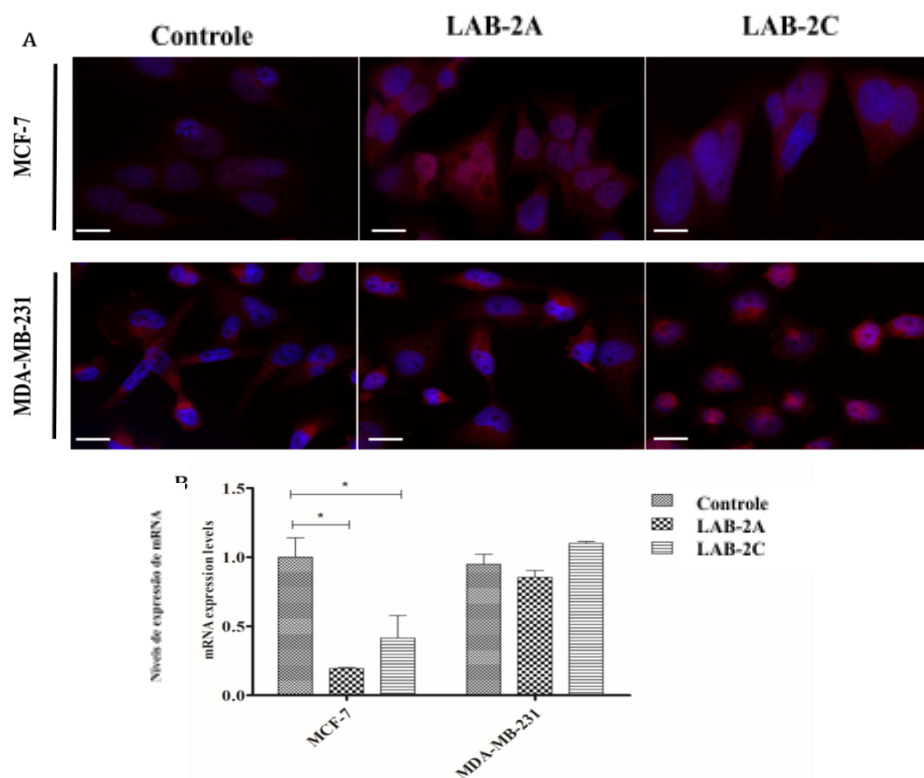 A
Controle
LAB-2A
LAB-2C
MCF-7
MDA-MB-231
B
Níveis de expressão de mRNA
mRNA expression levels
1.5
1.0
0.5
0.0
*
*
MCF-7
MDA-MB-231
Controle
LAB-2A
LAB-2C